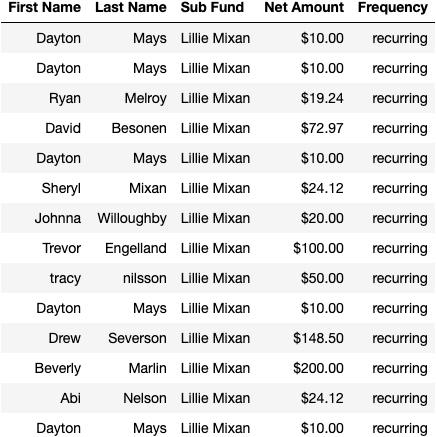 First Name Last Name Sub Fund Net Amount Frequency
Dayton Mays Lillie Mixan $10.00 recurring
Dayton Mays Lillie Mixan $10.00 recurring
Ryan Melroy Lillie Mixan $19.24 recurring
David Besonen Lillie Mixan $72.97 recurring
Dayton Mays Lillie Mixan $10.00 recurring
Sheryl Mixan Lillie Mixan $24.12 recurring
Johnna Willoughby Lillie Mixan $20.00 recurring
Trevor Engelland Lillie Mixan $100.00 recurring
tracy nilsson Lillie Mixan $50.00 recurring
Dayton Mays Lillie Mixan $10.00 recurring
Drew Severson Lillie Mixan $148.50 recurring
Beverly Marlin Lillie Mixan $200.00 recurring
Abi Nelson Lillie Mixan $24.12 recurring
Dayton Mays Lillie Mixan $10.00 recurring